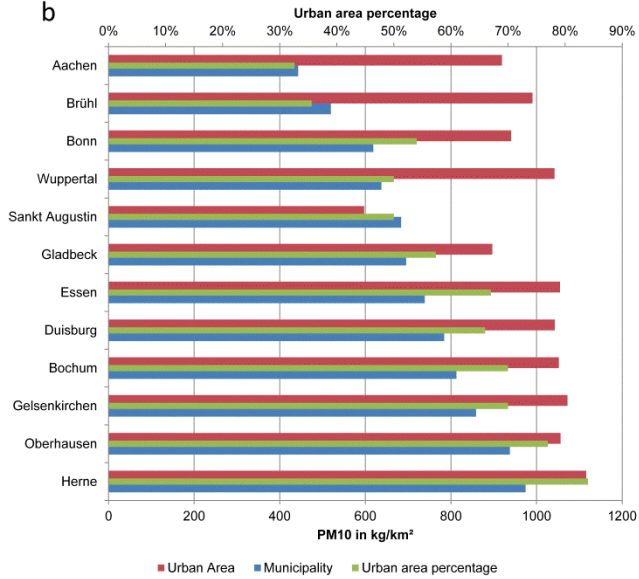 b
Urban area percentage
0% 10% 20% 30% 40% 50% 60% 70% 80% 90%
Aachen
Brühl
Bonn
Wuppertal
Sankt Augustin
Gladbeck
Essen
Duisburg
Bochum
Gelsenkirchen
Oberhausen
Herne
0 200 400 600 800 1000 1200
PM10 in kg/km²
Urban Area Municipality Urban area percentage